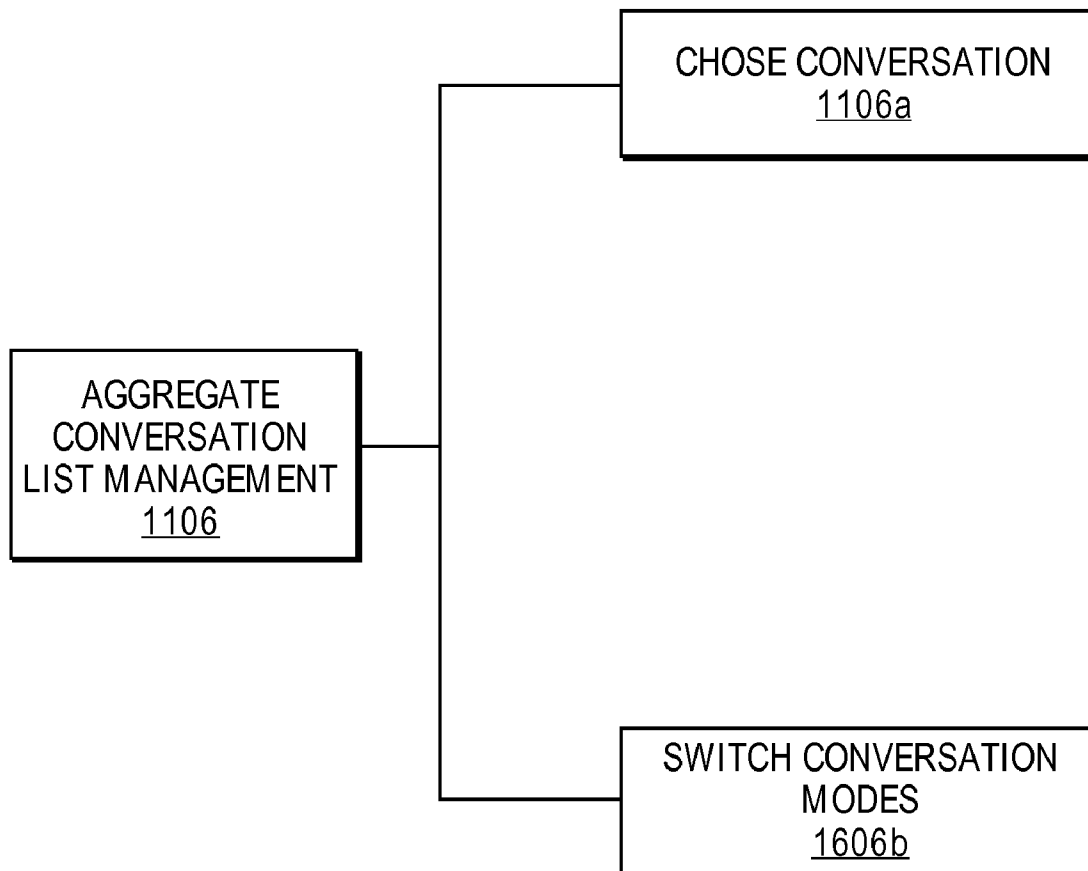 CHOSE CONVERSATION
1106a
AGGREGATE
CONVERSATION
LIST MANAGEMENT
1106
SWITCH CONVERSATION
MODES
1606b